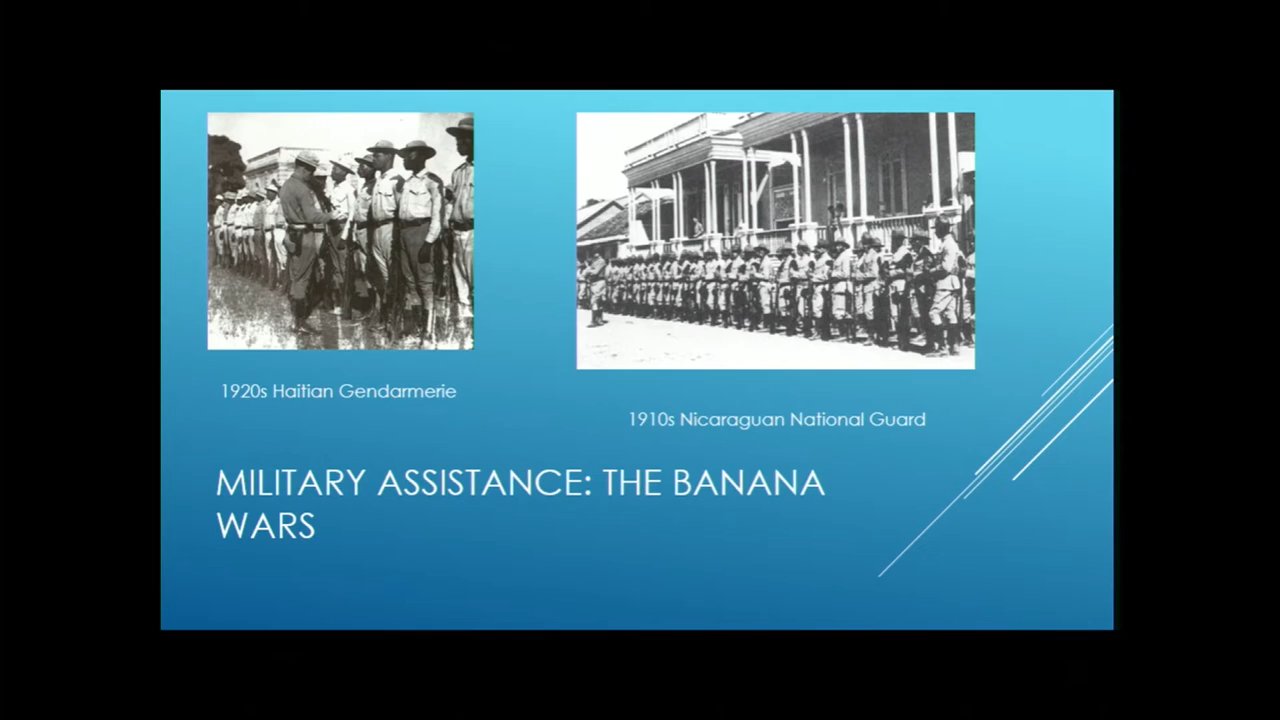 1920s Haitian Gendarmerie
1910s Nicaraguan National Guard
MILITARY ASSISTANCE: THE BANANA
WARS